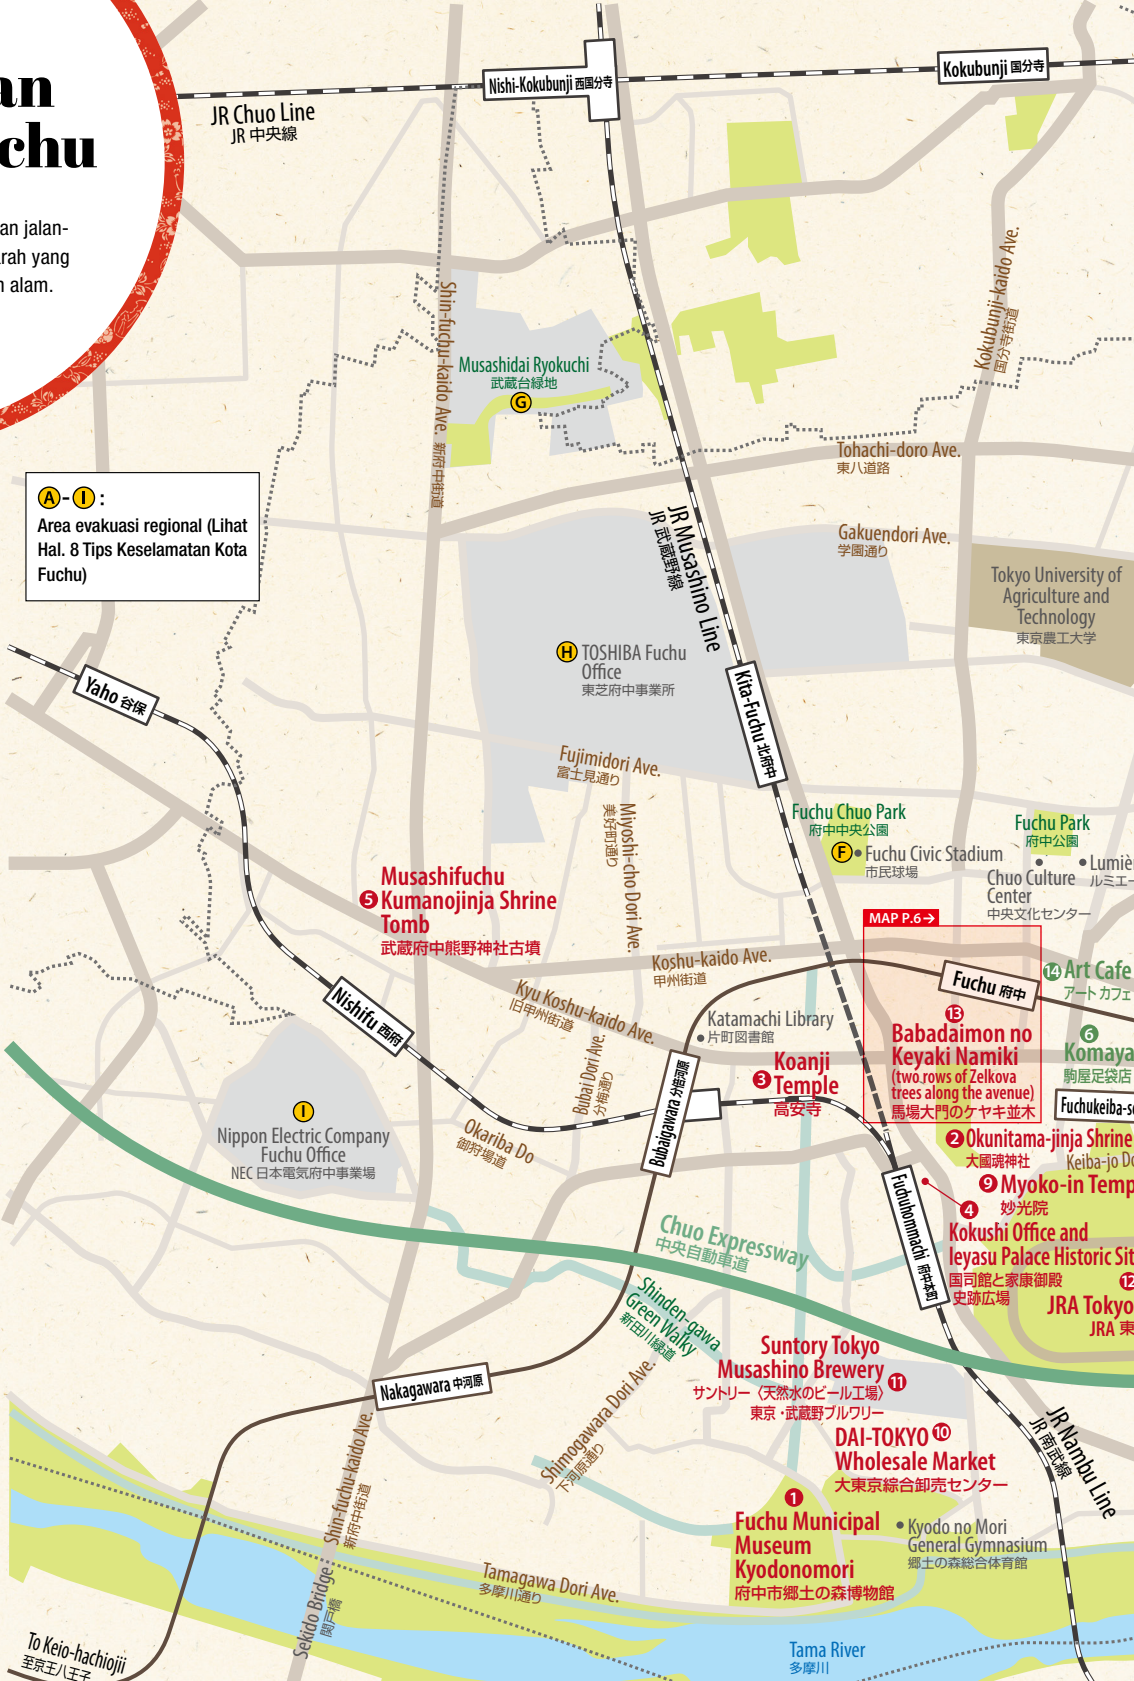 an
chu
an jalan-
arah yang
n alam.
Nishi-Kokubunji 西国分寺
Kokubunji 国分寺
JR Chuo Line
JR 中央線
Shin-fuchu-kaido Ave. 新府中街道
Kokubunji-kaido Ave.
国分寺街道
Musashidai Ryokuchi
武蔵台緑地
G
Tohachi-doro Ave.
東八道路
A - I :
Area evakuasi regional (Lihat
Hal. 8 Tips Keselamatan Kota
Fuchu)
JR Musashino Line
JR 武蔵野線
Gakuendori Ave.
学園通り
Tokyo University of
Agriculture and
Technology
東京農工大学
H TOSHIBA Fuchu
Office
東芝府中事業所
Yaho 谷保
Kita-Fuchu 北府中
Fujimidori Ave.
富士見通り
Miyoshi-cho Dori Ave.
美好町通り
Fuchu Chuo Park
府中中央公園
F
Fuchu Civic Stadium
市民球場
Fuchu Park
府中公園
Chuo Culture
Center
中央文化センター
Lumiè
ルミエー
5 Musashifuchu
Kumanojinja Shrine
Tomb
武蔵府中熊野神社古墳
MAP P.6→
Koshu-kaido Ave.
甲州街道
Fuchu 府中
14 Art Cafe
アート カフェ
Nishifu 西府
Kyu Koshu-kaido Ave.
旧甲州街道
Katamachi Library
片町図書館
13
Babadaimon no
Keyaki Namiki
(two rows of Zelkova
trees along the avenue)
馬場大門のケヤキ並木
6
Komaya
駒屋足袋店
Bubai Dori Ave.
分梅通り
Bubaigawara 分倍河原
3 Koanji
Temple
高安寺
Fuchukeiba-s
I
Nippon Electric Company
Fuchu Office
NEC 日本電気府中事業場
Okariba Do
御狩場道
2 Okunitama-jinja Shrine
大國魂神社
Keiba-jo Do
9 Myoko-in Temp
妙光院
Fuchuhommachi 府中本町
4
Kokushi Office and
Ieyasu Palace Historic Sit
国司館と家康御殿
史跡広場
12
JRA Tokyo
JRA 東
Chuo Expressway
中央自動車道
Shinden-gawa
Green Walky
新田川緑道
Suntory Tokyo
Musashino Brewery 11
サントリー〈天然水のビール工場〉
東京・武蔵野ブルワリー
Nakagawara 中河原
Shimogawara Dori Ave.
下河原通り
DAI-TOKYO 10
Wholesale Market
大東京綜合卸売センター
JR Nambu Line
JR 南武線
Shin-fuchu-kaido Ave.
新府中街道
1
Fuchu Municipal
Museum
Kyodonomori
府中市郷土の森博物館
Kyodo no Mori
General Gymnasium
郷土の森総合体育館
Sekido Bridge
関戸橋
Tamagawa Dori Ave.
多摩川通り
To Keio-hachioji
至京王八王子
Tama River
多摩川